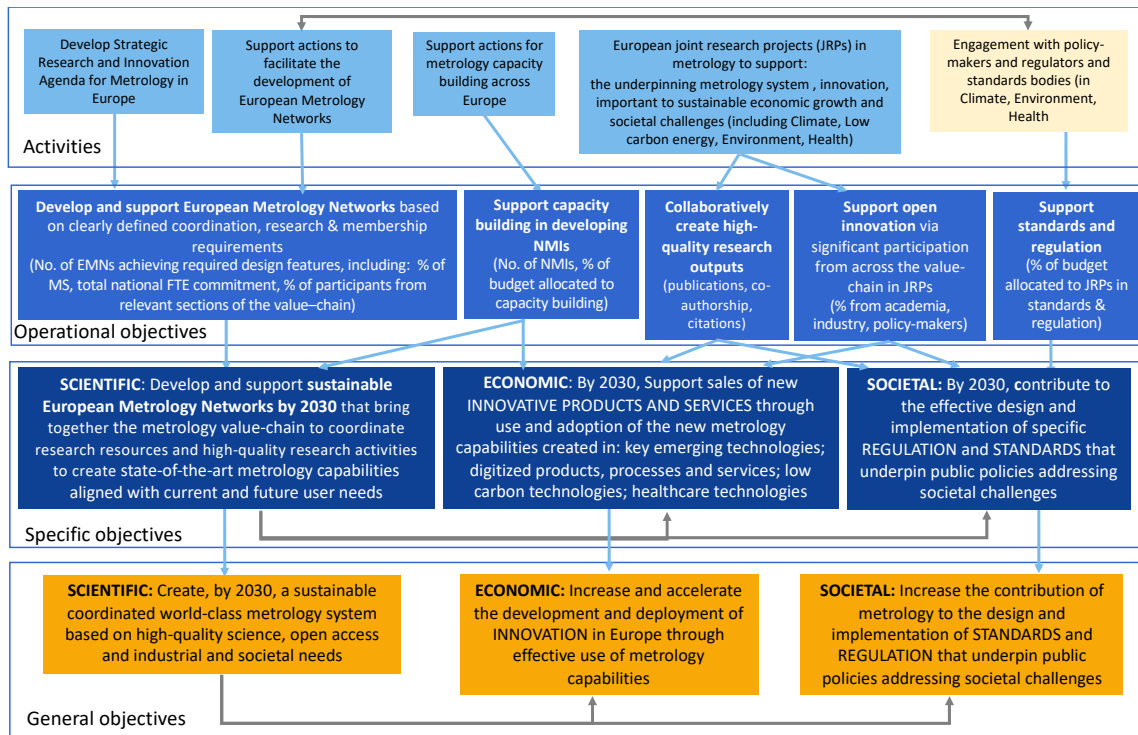 Develop Strategic
Research and Innovation
Agenda for Metrology in
Europe
Support actions to
facilitate the
development of
European Metrology
Networks
Support actions for
metrology capacity
building across
Europe
European joint research projects (JRPs) in
metrology to support:
the underpinning metrology system , innovation,
important to sustainable economic growth and
societal challenges (including Climate, Low
carbon energy, Environment, Health)
Engagement with policy-
makers and regulators and
standards bodies (in
Climate, Environment,
Health
Activities
Develop and support European Metrology Networks based
on clearly defined coordination, research & membership
requirements
(No. of EMNs achieving required design features, including: % of
MS, total national FTE commitment, % of participants from
relevant sections of the value–chain)
Support capacity
building in developing
NMIs
(No. of NMIs, % of
budget allocated to
capacity building)
Collaboratively
create high-
quality research
outputs
(publications, co-
authorship,
citations)
Support open
innovation via
significant participation
from across the value-
chain in JRPs
(% from academia,
industry, policy-makers)
Support
standards and
regulation
(% of budget
allocated to JRPs in
standards &
regulation)
Operational objectives
SCIENTIFIC: Develop and support sustainable
European Metrology Networks by 2030 that bring
together the metrology value-chain to coordinate
research resources and high-quality research activities
to create state-of-the-art metrology capabilities
aligned with current and future user needs
ECONOMIC: By 2030, Support sales of new
INNOVATIVE PRODUCTS AND SERVICES through
use and adoption of the new metrology
capabilities created in: key emerging technologies;
digitized products, processes and services; low
carbon technologies; healthcare technologies
SOCIETAL: By 2030, contribute to
the effective design and
implementation of specific
REGULATION and STANDARDS that
underpin public policies addressing
societal challenges
Specific objectives
SCIENTIFIC: Create, by 2030, a sustainable
coordinated world-class metrology system
based on high-quality science, open access
and industrial and societal needs
ECONOMIC: Increase and accelerate
the development and deployment of
INNOVATION in Europe through
effective use of metrology
capabilities
SOCIETAL: Increase the contribution of
metrology to the design and
implementation of STANDARDS and
REGULATION that underpin public
policies addressing societal challenges
General objectives